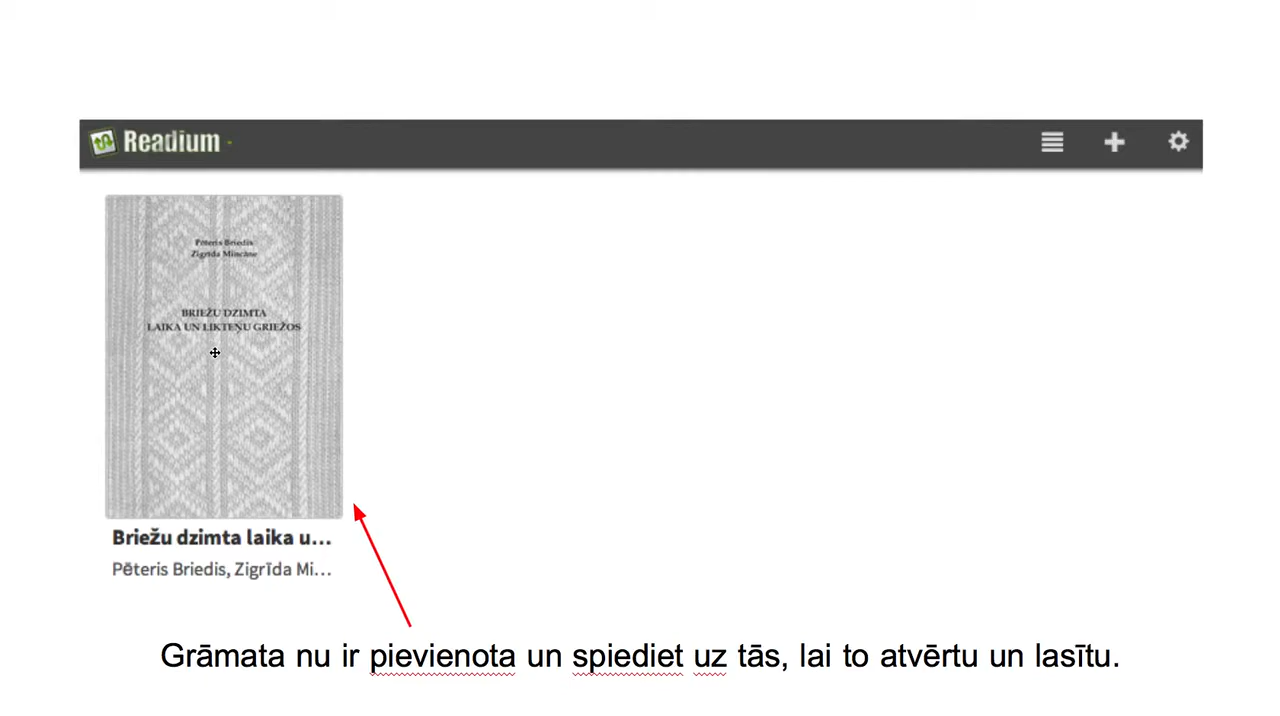 Readium
Pēteris Briedis
Zigrīda Mincāne
BRIEŽU DZIMTA
LAIKA UN LIKTEŅU GRIEŽOS
Briežu dzimta laika u...
Pēteris Briedis, Zigrīda Mi...
Grāmata nu ir pievienota un spiediet uz tās, lai to atvērtu un lasītu.